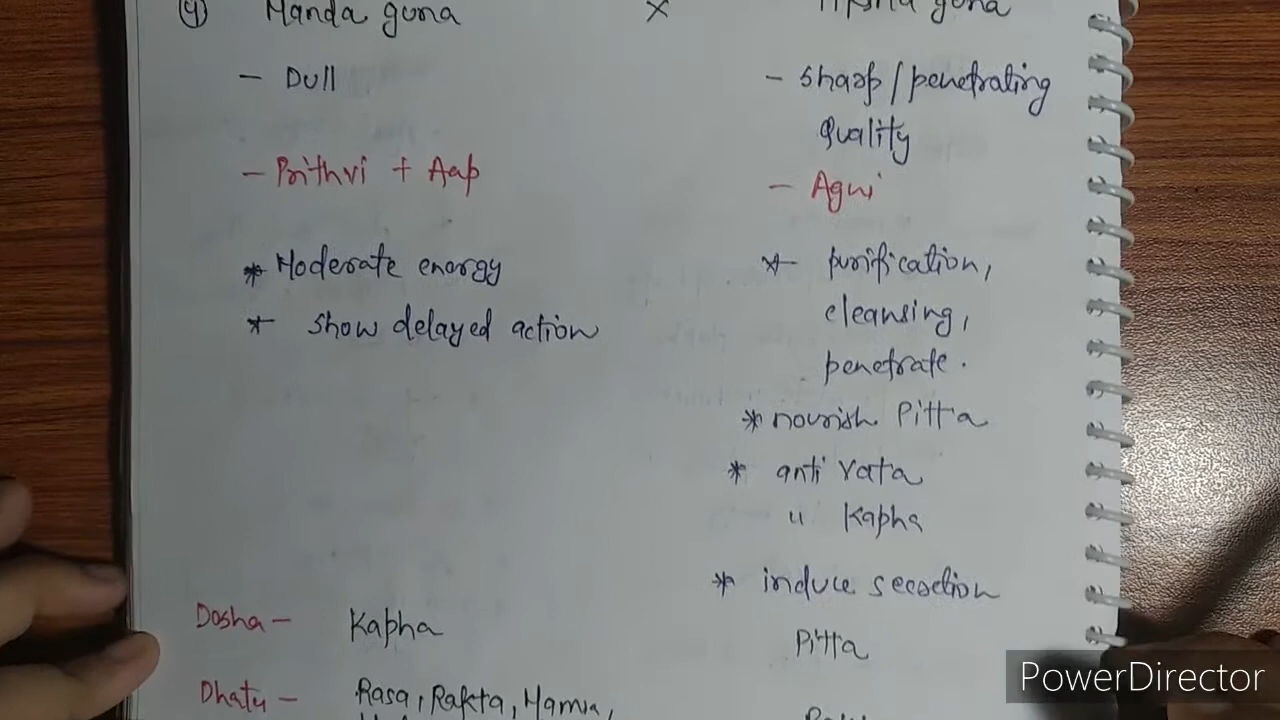 ④ Manda guna × guna
- Dull
- sharp / penetrating
quality
- Prithvi + Aap
- Agni
* Moderate energy
* show delayed action
* purification,
cleansing,
penetrate.
* nourish Pitta
* anti vata
" Kapha
* induce secretion
Dosha - Kapha
Pitta
Dhatu - Rasa, Rakta, Mamsa,
PowerDirector